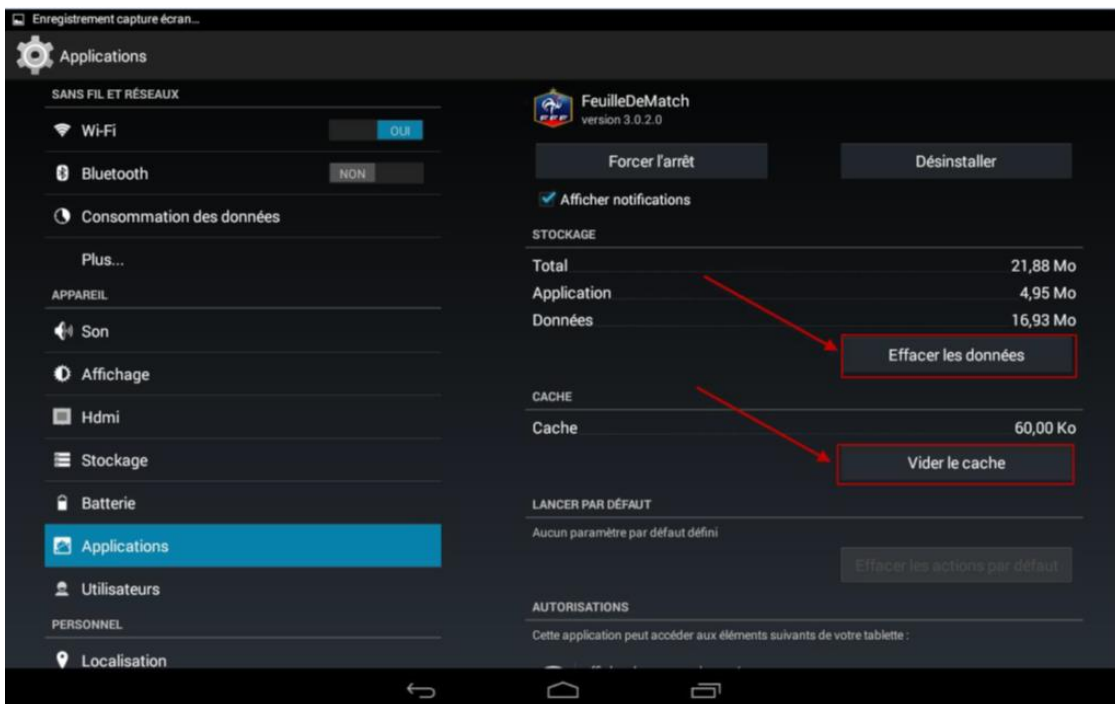 Enregistrement capture écran...
Applications
SANS FIL ET RÉSEAUX
Wi-Fi
OUI
Bluetooth
NON
Consommation des données
Plus...
APPAREIL
Son
Affichage
Hdmi
Stockage
Batterie
Applications
Utilisateurs
PERSONNEL
Localisation
FeuilleDeMatch
version 3.0.2.0
FFF
Forcer l'arrêt
Désinstaller
Afficher notifications
STOCKAGE
Total 21,88 Mo
Application 4,95 Mo
Données 16,93 Mo
Effacer les données
CACHE
Cache 60,00 Ko
Vider le cache
LANCER PAR DÉFAUT
Aucun paramètre par défaut défini
Effacer les actions par défaut
AUTORISATIONS
Cette application peut accéder aux éléments suivants de votre tablette :